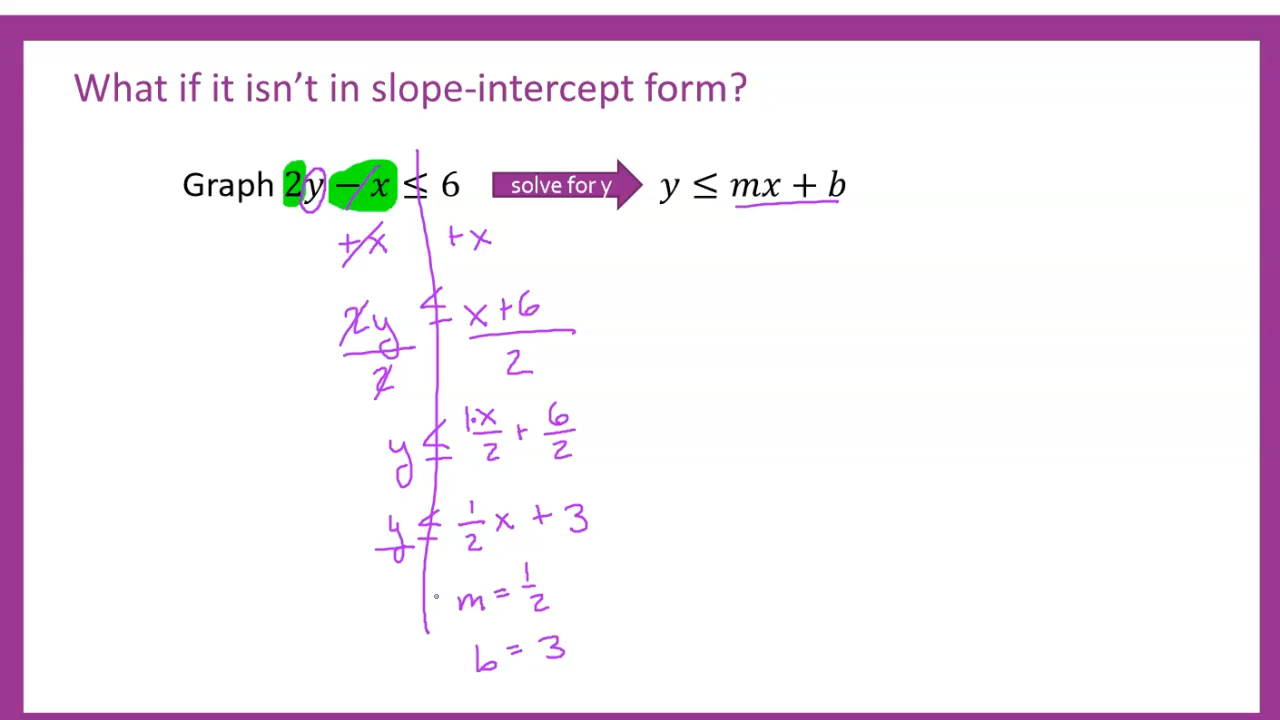 What if it isn't in slope-intercept form?
Graph 2y − x ≤ 6 solve for y y ≤ mx + b
+x +x
2y ≤ x+6
2 2
y ≤ 1·x/2 + 6/2
y ≤ 1/2 x + 3
m = 1/2
b = 3